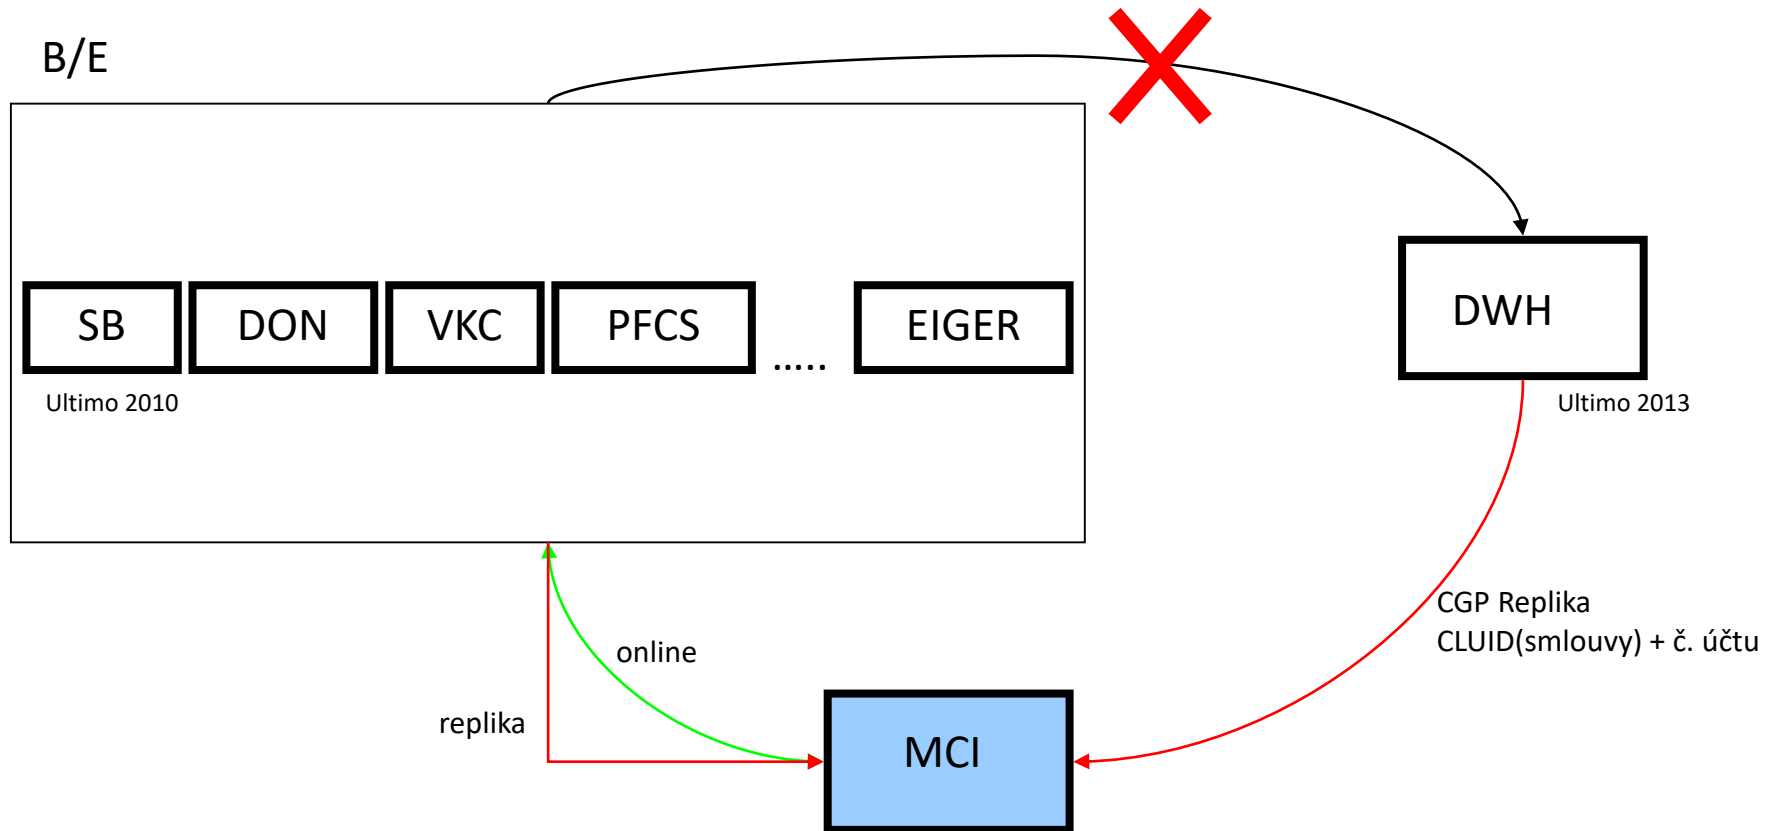 B/E
SB
DON
VKC
PFCS
.....
EIGER
DWH
Ultimo 2010
Ultimo 2013
CGP Replika
CLUID(smlouvy) + č. účtu
online
replika
MCI